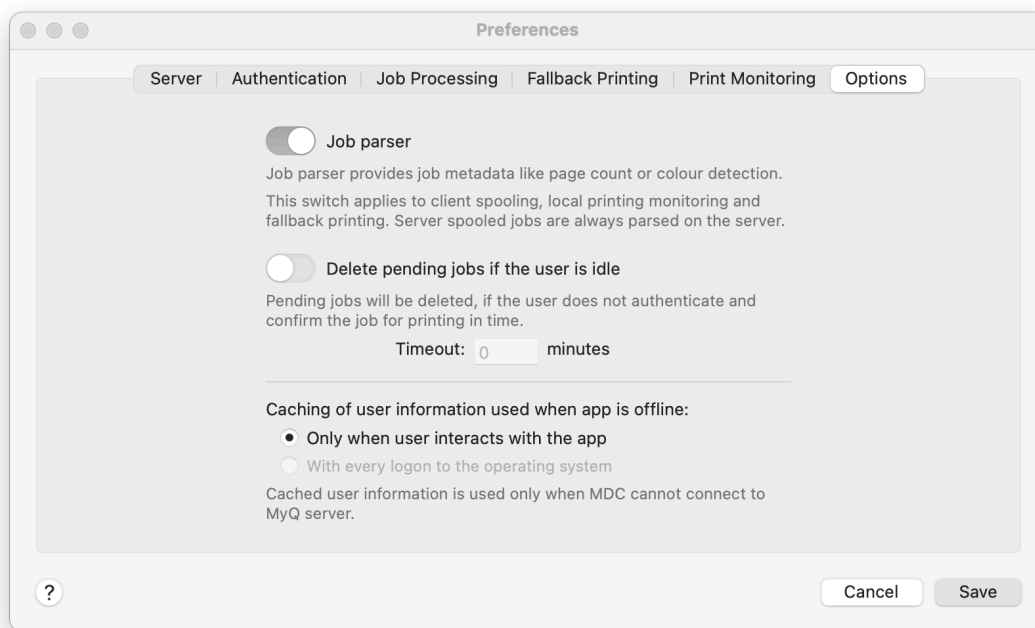 Preferences
Server Authentication Job Processing Fallback Printing Print Monitoring Options
Job parser
Job parser provides job metadata like page count or colour detection.
This switch applies to client spooling, local printing monitoring and
fallback printing. Server spooled jobs are always parsed on the server.
Delete pending jobs if the user is idle
Pending jobs will be deleted, if the user does not authenticate and
confirm the job for printing in time.
Timeout: 0 minutes
Caching of user information used when app is offline:
Only when user interacts with the app
With every logon to the operating system
Cached user information is used only when MDC cannot connect to
MyQ server.
? Cancel Save